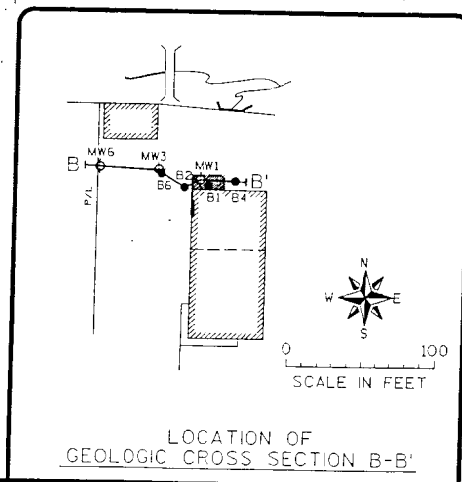 B MW6 MW3 B2 MW1 B'
B6 B1 B4
P/L
N
W E
S
0 100
SCALE IN FEET
LOCATION OF
GEOLOGIC CROSS SECTION B-B'